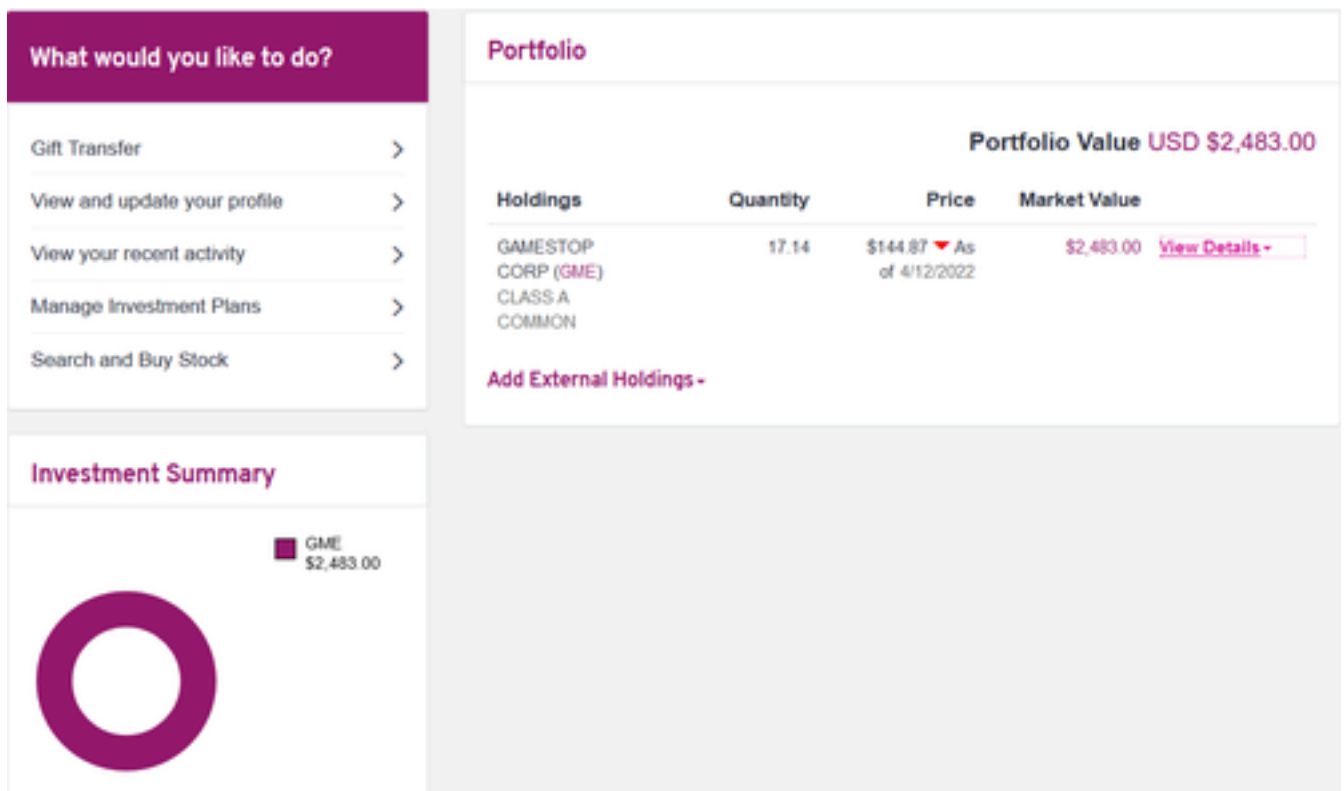 What would you like to do?
Gift Transfer
View and update your profile
View your recent activity
Manage Investment Plans
Search and Buy Stock
Portfolio
Portfolio Value USD $2,483.00
Holdings Quantity Price Market Value
GAMESTOP 17.14 $144.87 ▼ As $2,483.00 View Details
CORP (GME) of 4/12/2022
CLASS A
COMMON
Add External Holdings
Investment Summary
GME
$2,483.00